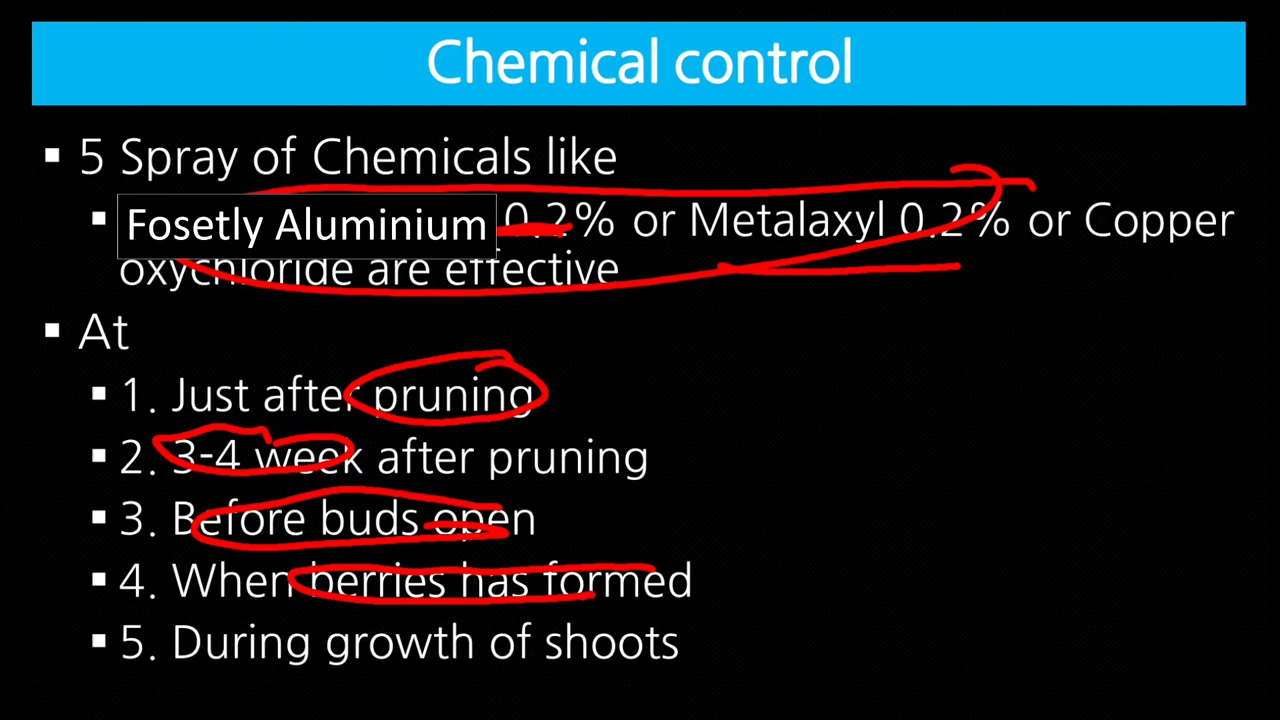 Chemical control
▪ 5 Spray of Chemicals like
▪ Fosetly Aluminium 0.2% or Metalaxyl 0.2% or Copper
oxychloride are effective
▪ At
▪ 1. Just after pruning
▪ 2. 3-4 week after pruning
▪ 3. Before buds open
▪ 4. When berries has formed
▪ 5. During growth of shoots